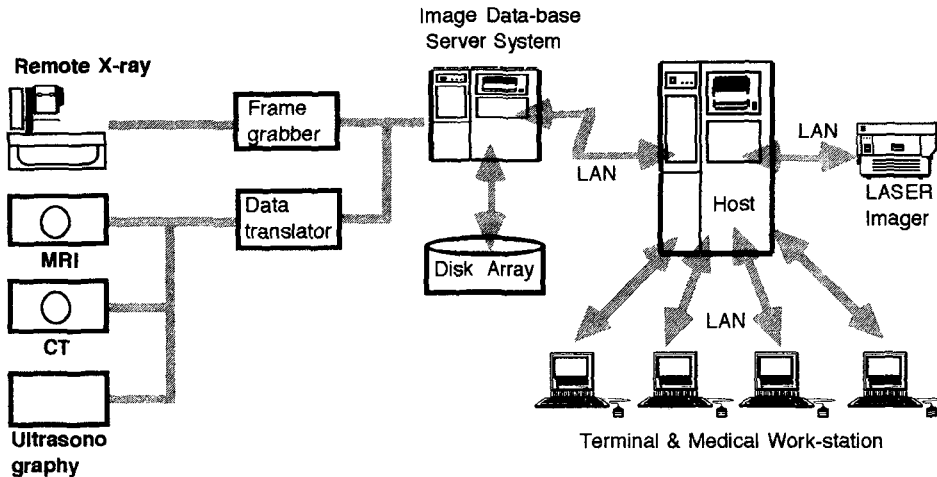 Image Data-base
Server System
Remote X-ray
Frame
grabber
LAN
LAN
LASER
Imager
Data
translator
Host
MRI
Disk Array
LAN
CT
Ultrasono
graphy
Terminal & Medical Work-station